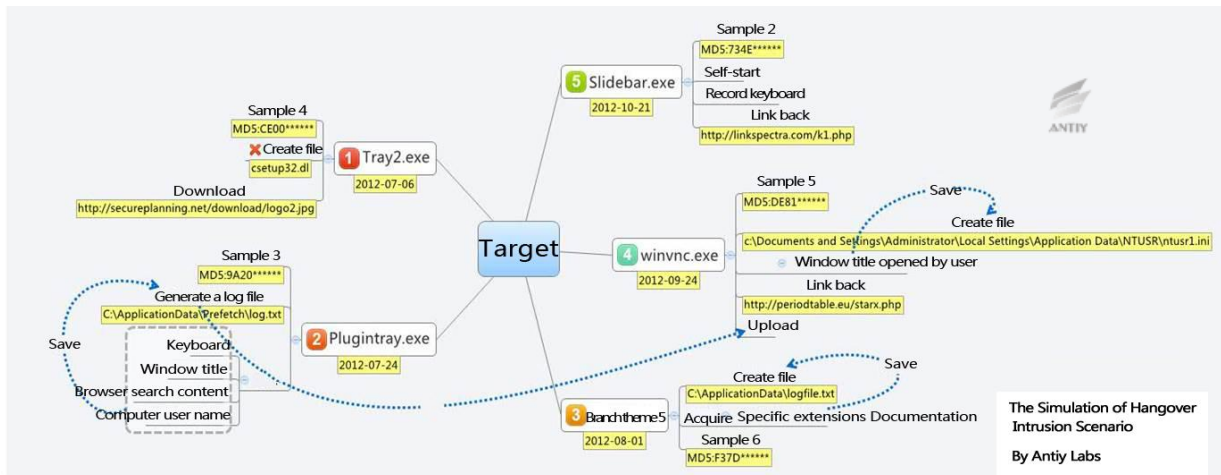 Sample 2
MD5:734E******
Self-start
Record keyboard
Link back
http://linkspectra.com/k1.php
5 Slidebar.exe
2012-10-21
ANTIY
Sample 4
MD5:CE00******
Create file
csetup32.dl
Download
http://secureplanning.net/download/logo2.jpg
1 Tray2.exe
2012-07-06
Target
Sample 5
MD5:DE81******
Save
Create file
c:\Documents and Settings\Administrator\Local Settings\Application Data\NTUSR\ntusr1.ini
Window title opened by user
Link back
http://periodtable.eu/starx.php
Upload
4 winvnc.exe
2012-09-24
Sample 3
MD5:9A20******
Generate a log file
C:\ApplicationData\Prefetch\log.txt
Save
Keyboard
Window title
Browser search content
Computer user name
2 Plugintray.exe
2012-07-24
Save
Create file
C:\ApplicationData\logfile.txt
Acquire Specific extensions Documentation
Sample 6
MD5:F37D******
3 Branch theme 5
2012-08-01
The Simulation of Hangover
Intrusion Scenario
By Antiy Labs